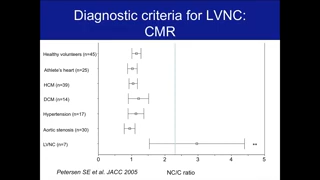 Diagnostic criteria for LVNC:
CMR
Healthy volunteers (n=45)
Athlete's heart (n=25)
HCM (n=39)
DCM (n=14)
Hypertension (n=17)
Aortic stenosis (n=30)
LVNC (n=7)
0 1 2 3 4 5
NC/C ratio
Petersen SE et al. JACC 2005